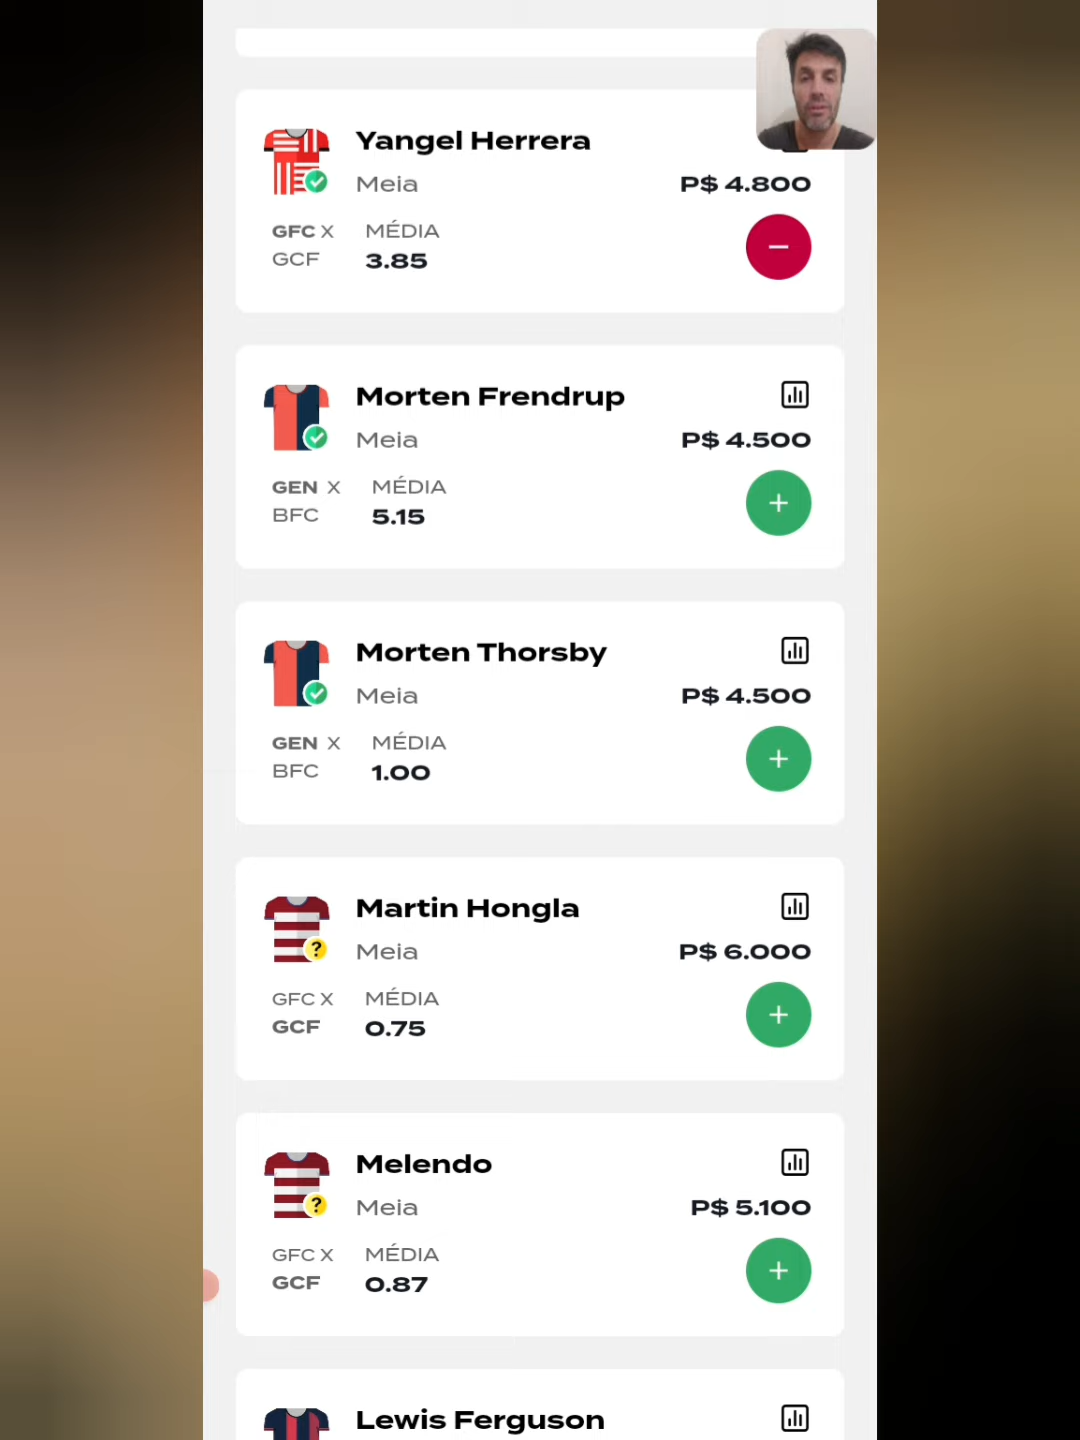 Yangel Herrera
Meia
P$ 4.800
GFC X
MÉDIA
GCF
3.85
Morten Frendrup
Meia
P$ 4.500
GEN X
MÉDIA
BFC
5.15
Morten Thorsby
Meia
P$ 4.500
GEN X
MÉDIA
BFC
1.00
Martin Hongla
?
Meia
P$ 6.000
GFC X
MÉDIA
GCF
0.75
Melendo
?
Meia
P$ 5.100
GFC X
MÉDIA
GCF
0.87
Lewis Ferguson